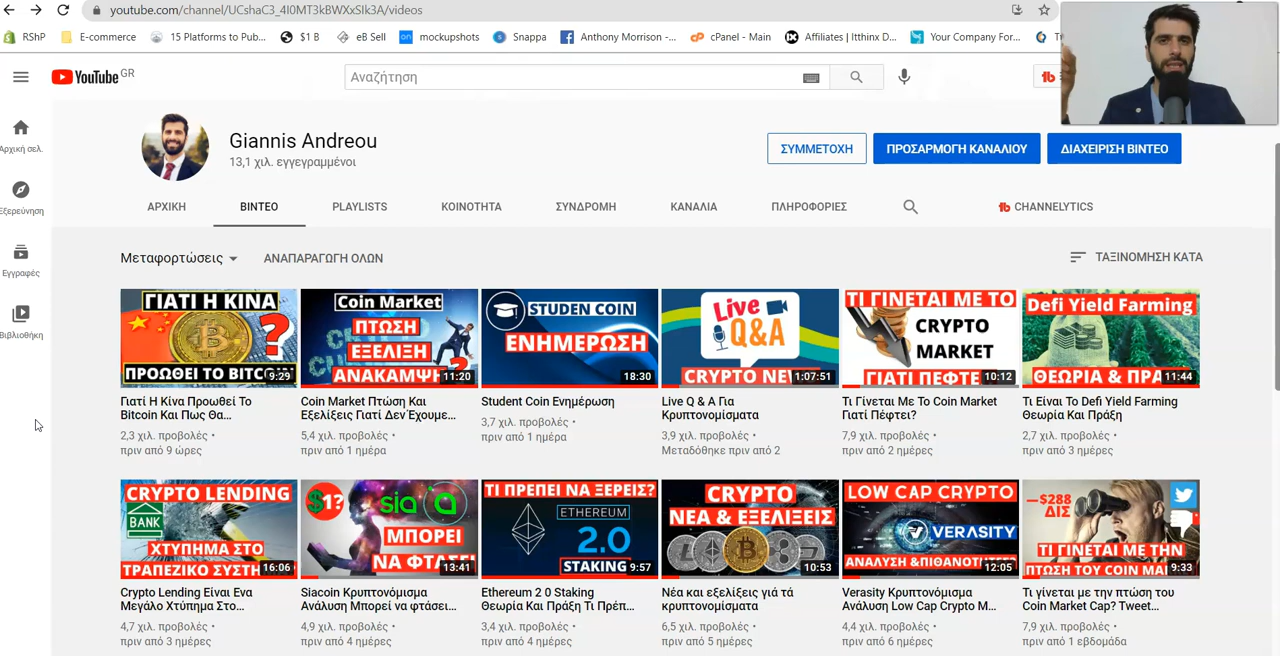 youtube.com/channel/UCshaC3_4I0MT3kBWXxSIk3A/videos
RShP E-commerce 15 Platforms to Pub... $1 B eB Sell mockupshots Snappa Anthony Morrison -... cPanel - Main Affiliates | Itthinx D... Your Company For...
YouTube GR
Αναζήτηση
Giannis Andreou
13,1 χιλ. εγγεγραμμένοι
ΣΥΜΜΕΤΟΧΗ ΠΡΟΣΑΡΜΟΓΗ ΚΑΝΑΛΙΟΥ ΔΙΑΧΕΙΡΙΣΗ ΒΙΝΤΕΟ
Αρχική σελ.
Εξερεύνηση
Εγγραφές
Βιβλιοθήκη
ΑΡΧΙΚΗ ΒΙΝΤΕΟ PLAYLISTS ΚΟΙΝΟΤΗΤΑ ΣΥΝΔΡΟΜΗ ΚΑΝΑΛΙΑ ΠΛΗΡΟΦΟΡΙΕΣ CHANNELYTICS
Μεταφορτώσεις ΑΝΑΠΑΡΑΓΩΓΗ ΟΛΩΝ ΤΑΞΙΝΟΜΗΣΗ ΚΑΤΑ
ΓΙΑΤΙ Η ΚΙΝΑ
?
ΠΡΟΩΘΕΙ ΤΟ BITCOIN
9:29
Γιατί Η Κίνα Προωθεί Το
Bitcoin Και Πως Θα...
2,3 χιλ. προβολές •
πριν από 9 ώρες
Coin Market
ΠΤΩΣΗ
ΕΞΕΛΙΞΗ
ΑΝΑΚΑΜΨΗ
?
11:20
Coin Market Πτώση Και
Εξελίξεις Γιατί Δεν Έχουμε...
5,4 χιλ. προβολές •
πριν από 1 ημέρα
STUDEN COIN
ΕΝΗΜΕΡΩΣΗ
18:30
Student Coin Ενημέρωση
3,7 χιλ. προβολές •
πριν από 1 ημέρα
Live
Q&A
CRYPTO NEW
1:07:51
Live Q & A Για
Κρυπτονομίσματα
3,9 χιλ. προβολές •
Μεταδόθηκε πριν από 2
ΤΙ ΓΙΝΕΤΑΙ ΜΕ ΤΟ
CRYPTO
MARKET
ΓΙΑΤΙ ΠΕΦΤΕΙ
10:12
Τι Γίνεται Με Το Coin Market
Γιατί Πέφτει?
7,9 χιλ. προβολές •
πριν από 2 ημέρες
Defi Yield Farming
ΘΕΩΡΙΑ & ΠΡΑ
11:44
Τι Είναι Το Defi Yield Farming
Θεωρία Και Πράξη
2,7 χιλ. προβολές •
πριν από 3 ημέρες
CRYPTO LENDING
BANK
ΧΤΥΠΗΜΑ ΣΤΟ
ΤΡΑΠΕΖΙΚΟ ΣΥΣΤΗ
16:06
Crypto Lending Είναι Ενα
Μεγάλο Χτύπημα Στο...
4,7 χιλ. προβολές •
πριν από 3 ημέρες
$1?
sia
ΜΠΟΡΕΙ
ΝΑ ΦΤΑΣΕΙ
13:41
Siacoin Κρυπτονόμισμα
Ανάλυση Μπορεί να φτάσει...
4,9 χιλ. προβολές •
πριν από 4 ημέρες
ΤΙ ΠΡΕΠΕΙ ΝΑ ΞΕΡΕΙΣ?
ETHEREUM
2.0
STAKING
9:57
Ethereum 2 0 Staking
Θεωρία Και Πράξη Τι Πρέπ...
3,4 χιλ. προβολές •
πριν από 4 ημέρες
CRYPTO
ΝΕΑ & ΕΞΕΛΙΞΕΙΣ
10:53
Νέα και εξελίξεις γιά τά
κρυπτονομίσματα
6,5 χιλ. προβολές •
πριν από 5 ημέρες
LOW CAP CRYPTO
VERASITY
ΑΝΑΛΥΣΗ &ΠΙΘΑΝΟΤΗΤ
12:05
Verasity Κρυπτονόμισμα
Ανάλυση Low Cap Crypto Μ...
4,4 χιλ. προβολές •
πριν από 6 ημέρες
—$288
ΔΙΣ
ΤΙ ΓΙΝΕΤΑΙ ΜΕ ΤΗΝ
ΠΤΩΣΗ ΤΟΥ COIN MA
9:33
Τι γίνεται με την πτώση του
Coin Market Cap? Tweet...
7,9 χιλ. προβολές •
πριν από 1 εβδομάδα